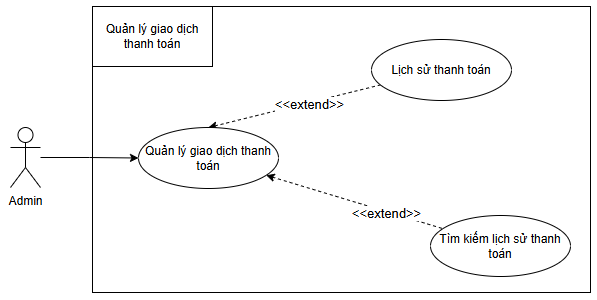 Quản lý giao dịch
thanh toán
Lịch sử thanh toán
<<extend>>
Quản lý giao dịch thanh
toán
Admin
<<extend>>
Tìm kiếm lịch sử thanh
toán